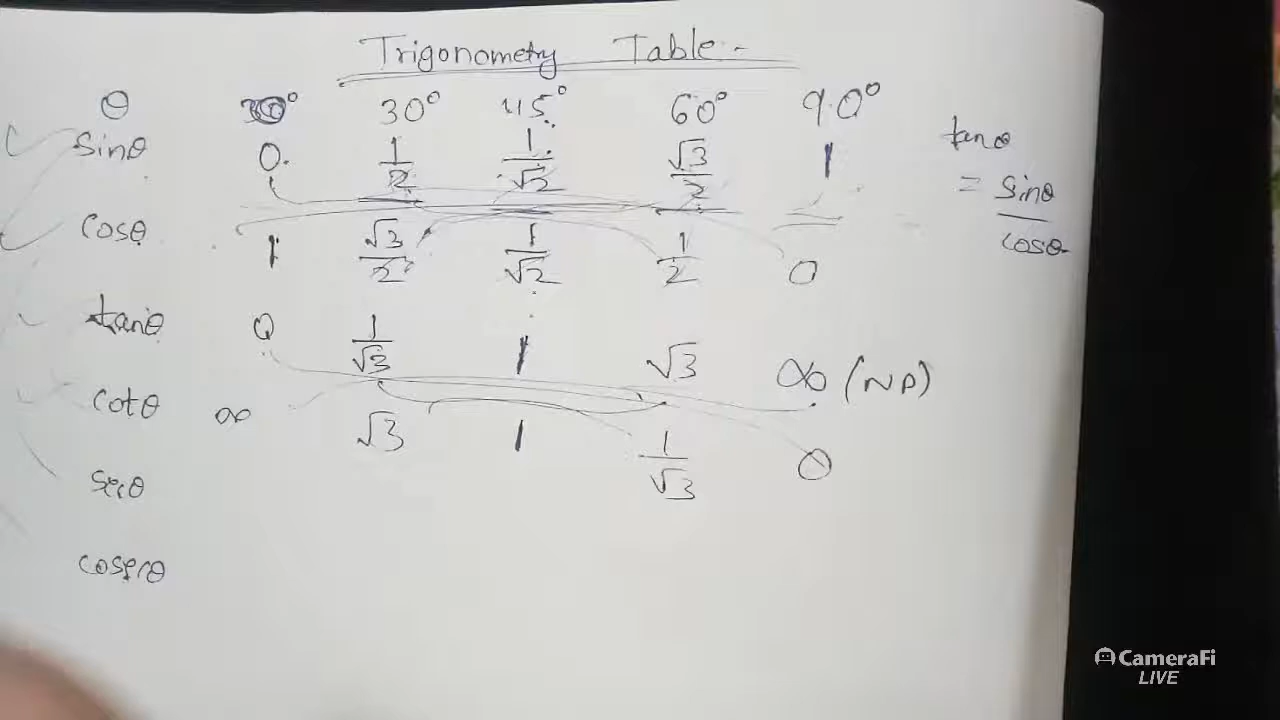 Trigonometry Table -
θ 0° 30° 45° 60° 90°
sinθ 0 1/2 1/√2 √3/2 1
tanθ = sinθ/cosθ
cosθ 1 √3/2 1/√2 1/2 0
tanθ 0 1/√3 1 √3 ∞ (ND)
cotθ ∞ √3 1 1/√3 0
secθ
cosecθ
CameraFi
LIVE